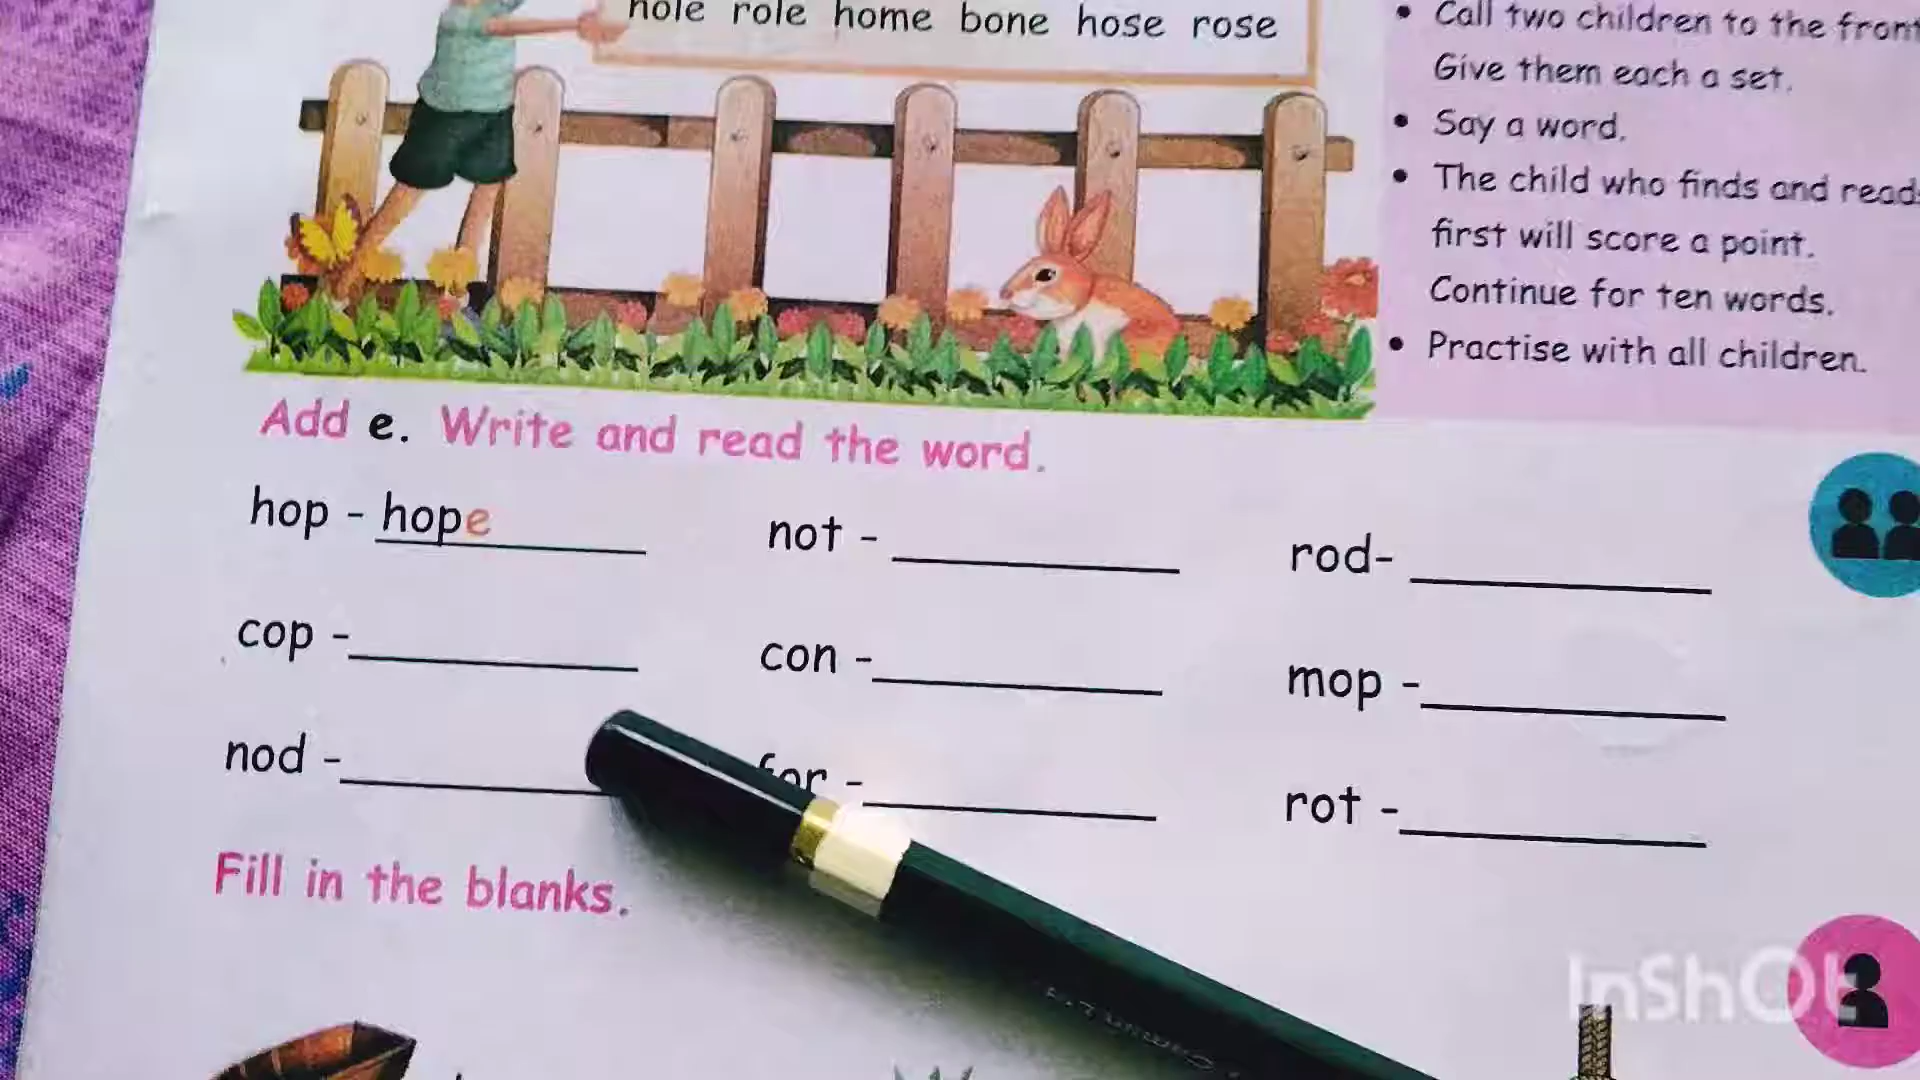 hole role home bone hose rose
• Call two children to the front
Give them each a set.
• Say a word.
• The child who finds and reads
first will score a point.
Continue for ten words.
• Practise with all children.
Add e. Write and read the word.
hop - hope
not -
rod-
cop -
con -
mop -
nod -
for -
rot -
Fill in the blanks.
InShOt